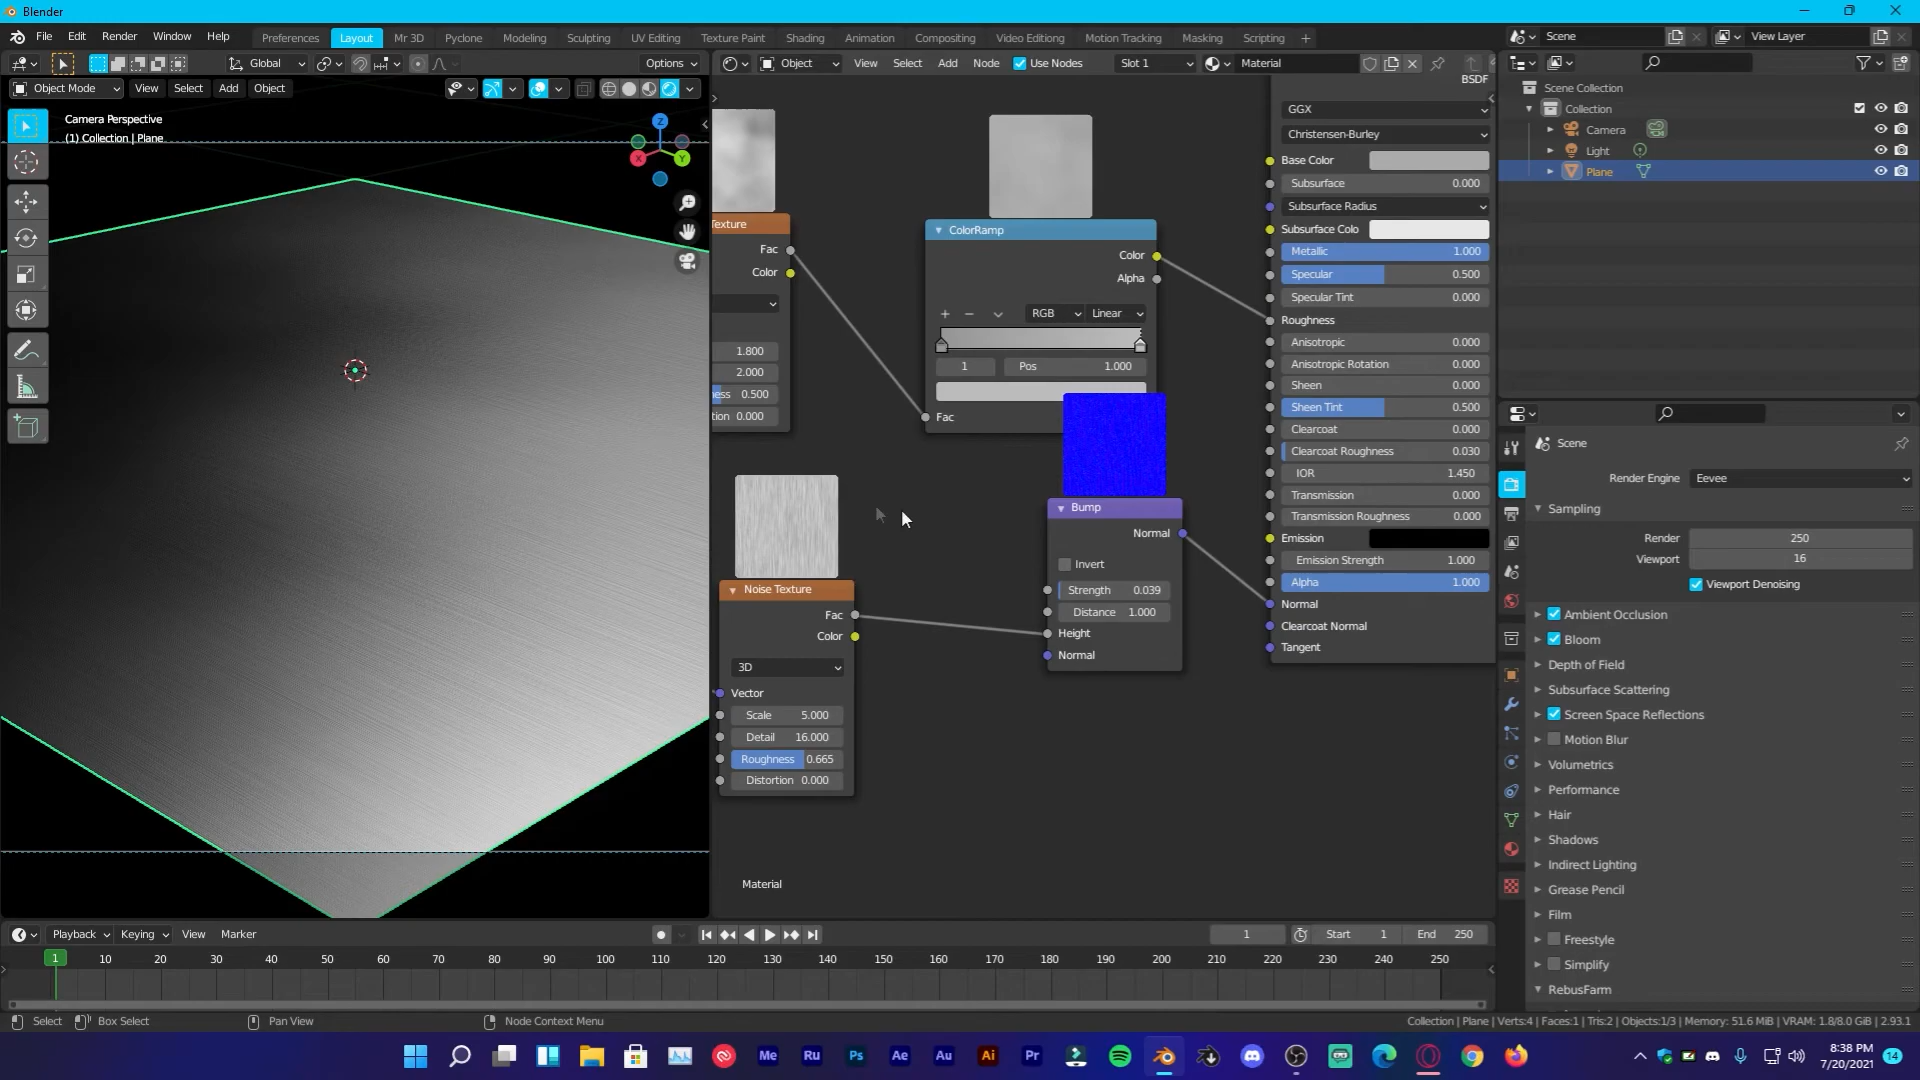 Blender
File Edit Render Window Help Preferences Layout Mr 3D Pyclone Modeling Sculpting UV Editing Texture Paint Shading Animation Compositing Video Editing Motion Tracking Masking Scripting + Scene View Layer
Global Options Object View Select Add Node Use Nodes Slot 1 Material
Object Mode View Select Add Object
Camera Perspective
(1) Collection | Plane
Z
X
Y
Texture
Fac
Color
1.800
2.000
ness 0.500
tion 0.000
ColorRamp
Color
Alpha
RGB Linear
1 Pos 1.000
Fac
Noise Texture
Fac
Color
3D
Vector
Scale 5.000
Detail 16.000
Roughness 0.665
Distortion 0.000
Bump
Normal
Invert
Strength 0.039
Distance 1.000
Height
Normal
Material
BSDF
GGX
Christensen-Burley
Base Color
Subsurface 0.000
Subsurface Radius
Subsurface Colo
Metallic 1.000
Specular 0.500
Specular Tint 0.000
Roughness
Anisotropic 0.000
Anisotropic Rotation 0.000
Sheen 0.000
Sheen Tint 0.500
Clearcoat 0.000
Clearcoat Roughness 0.030
IOR 1.450
Transmission 0.000
Transmission Roughness 0.000
Emission
Emission Strength 1.000
Alpha 1.000
Normal
Clearcoat Normal
Tangent
Scene Collection
Collection
Camera
Light
Plane
Scene
Render Engine Eevee
Sampling
Render 250
Viewport 16
Viewport Denoising
Ambient Occlusion
Bloom
Depth of Field
Subsurface Scattering
Screen Space Reflections
Motion Blur
Volumetrics
Performance
Hair
Shadows
Indirect Lighting
Grease Pencil
Film
Freestyle
Simplify
RebusFarm
Playback Keying View Marker 1 Start 1 End 250
1 10 20 30 40 50 60 70 80 90 100 110 120 130 140 150 160 170 180 190 200 210 220 230 240 250
Select Box Select Pan View Node Context Menu Collection | Plane | Verts:4 | Faces:1 | Tris:2 | Objects:1/3 | Memory: 51.6 MiB | VRAM: 1.8/8.0 GiB | 2.93.1
Me Ru Ps Ae Au Ai Pr
8:38 PM
7/20/2021
14